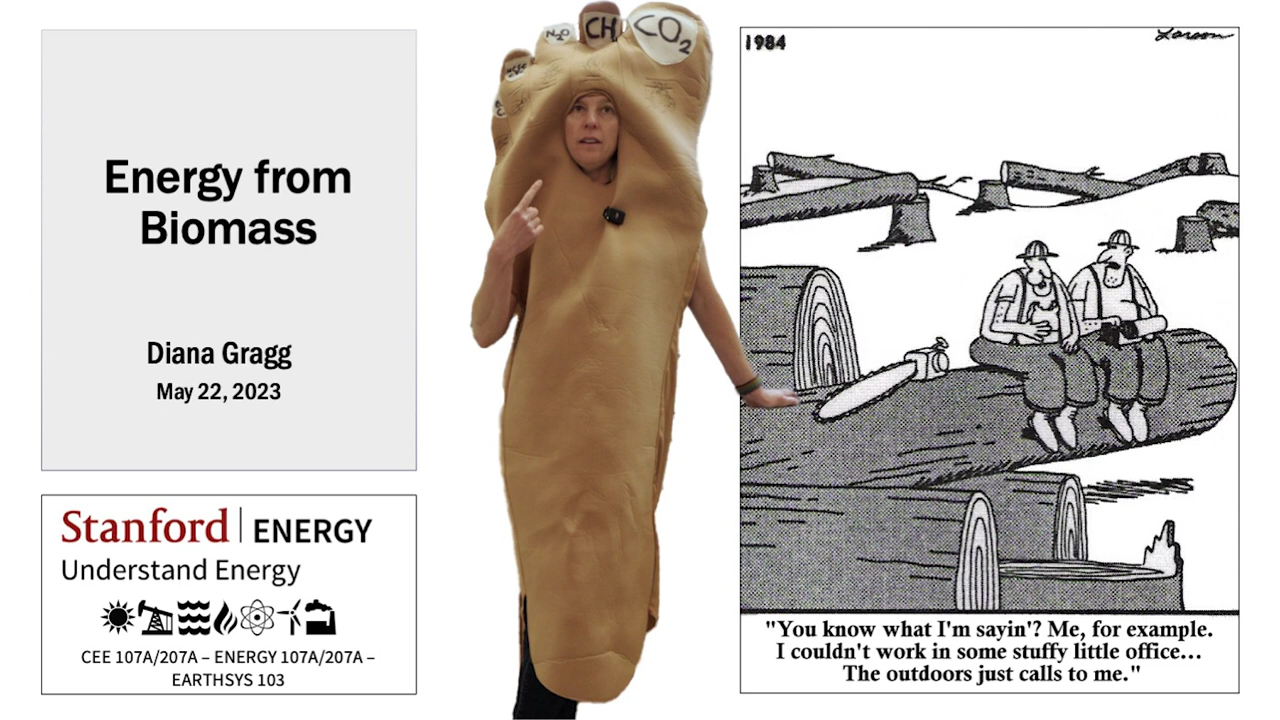 Energy from
Biomass
Diana Gragg
May 22, 2023
Stanford | ENERGY
Understand Energy
CEE 107A/207A – ENERGY 107A/207A –
EARTHSYS 103
N2O
CH
CO2
1984
Larson
"You know what I'm sayin'? Me, for example.
I couldn't work in some stuffy little office...
The outdoors just calls to me."